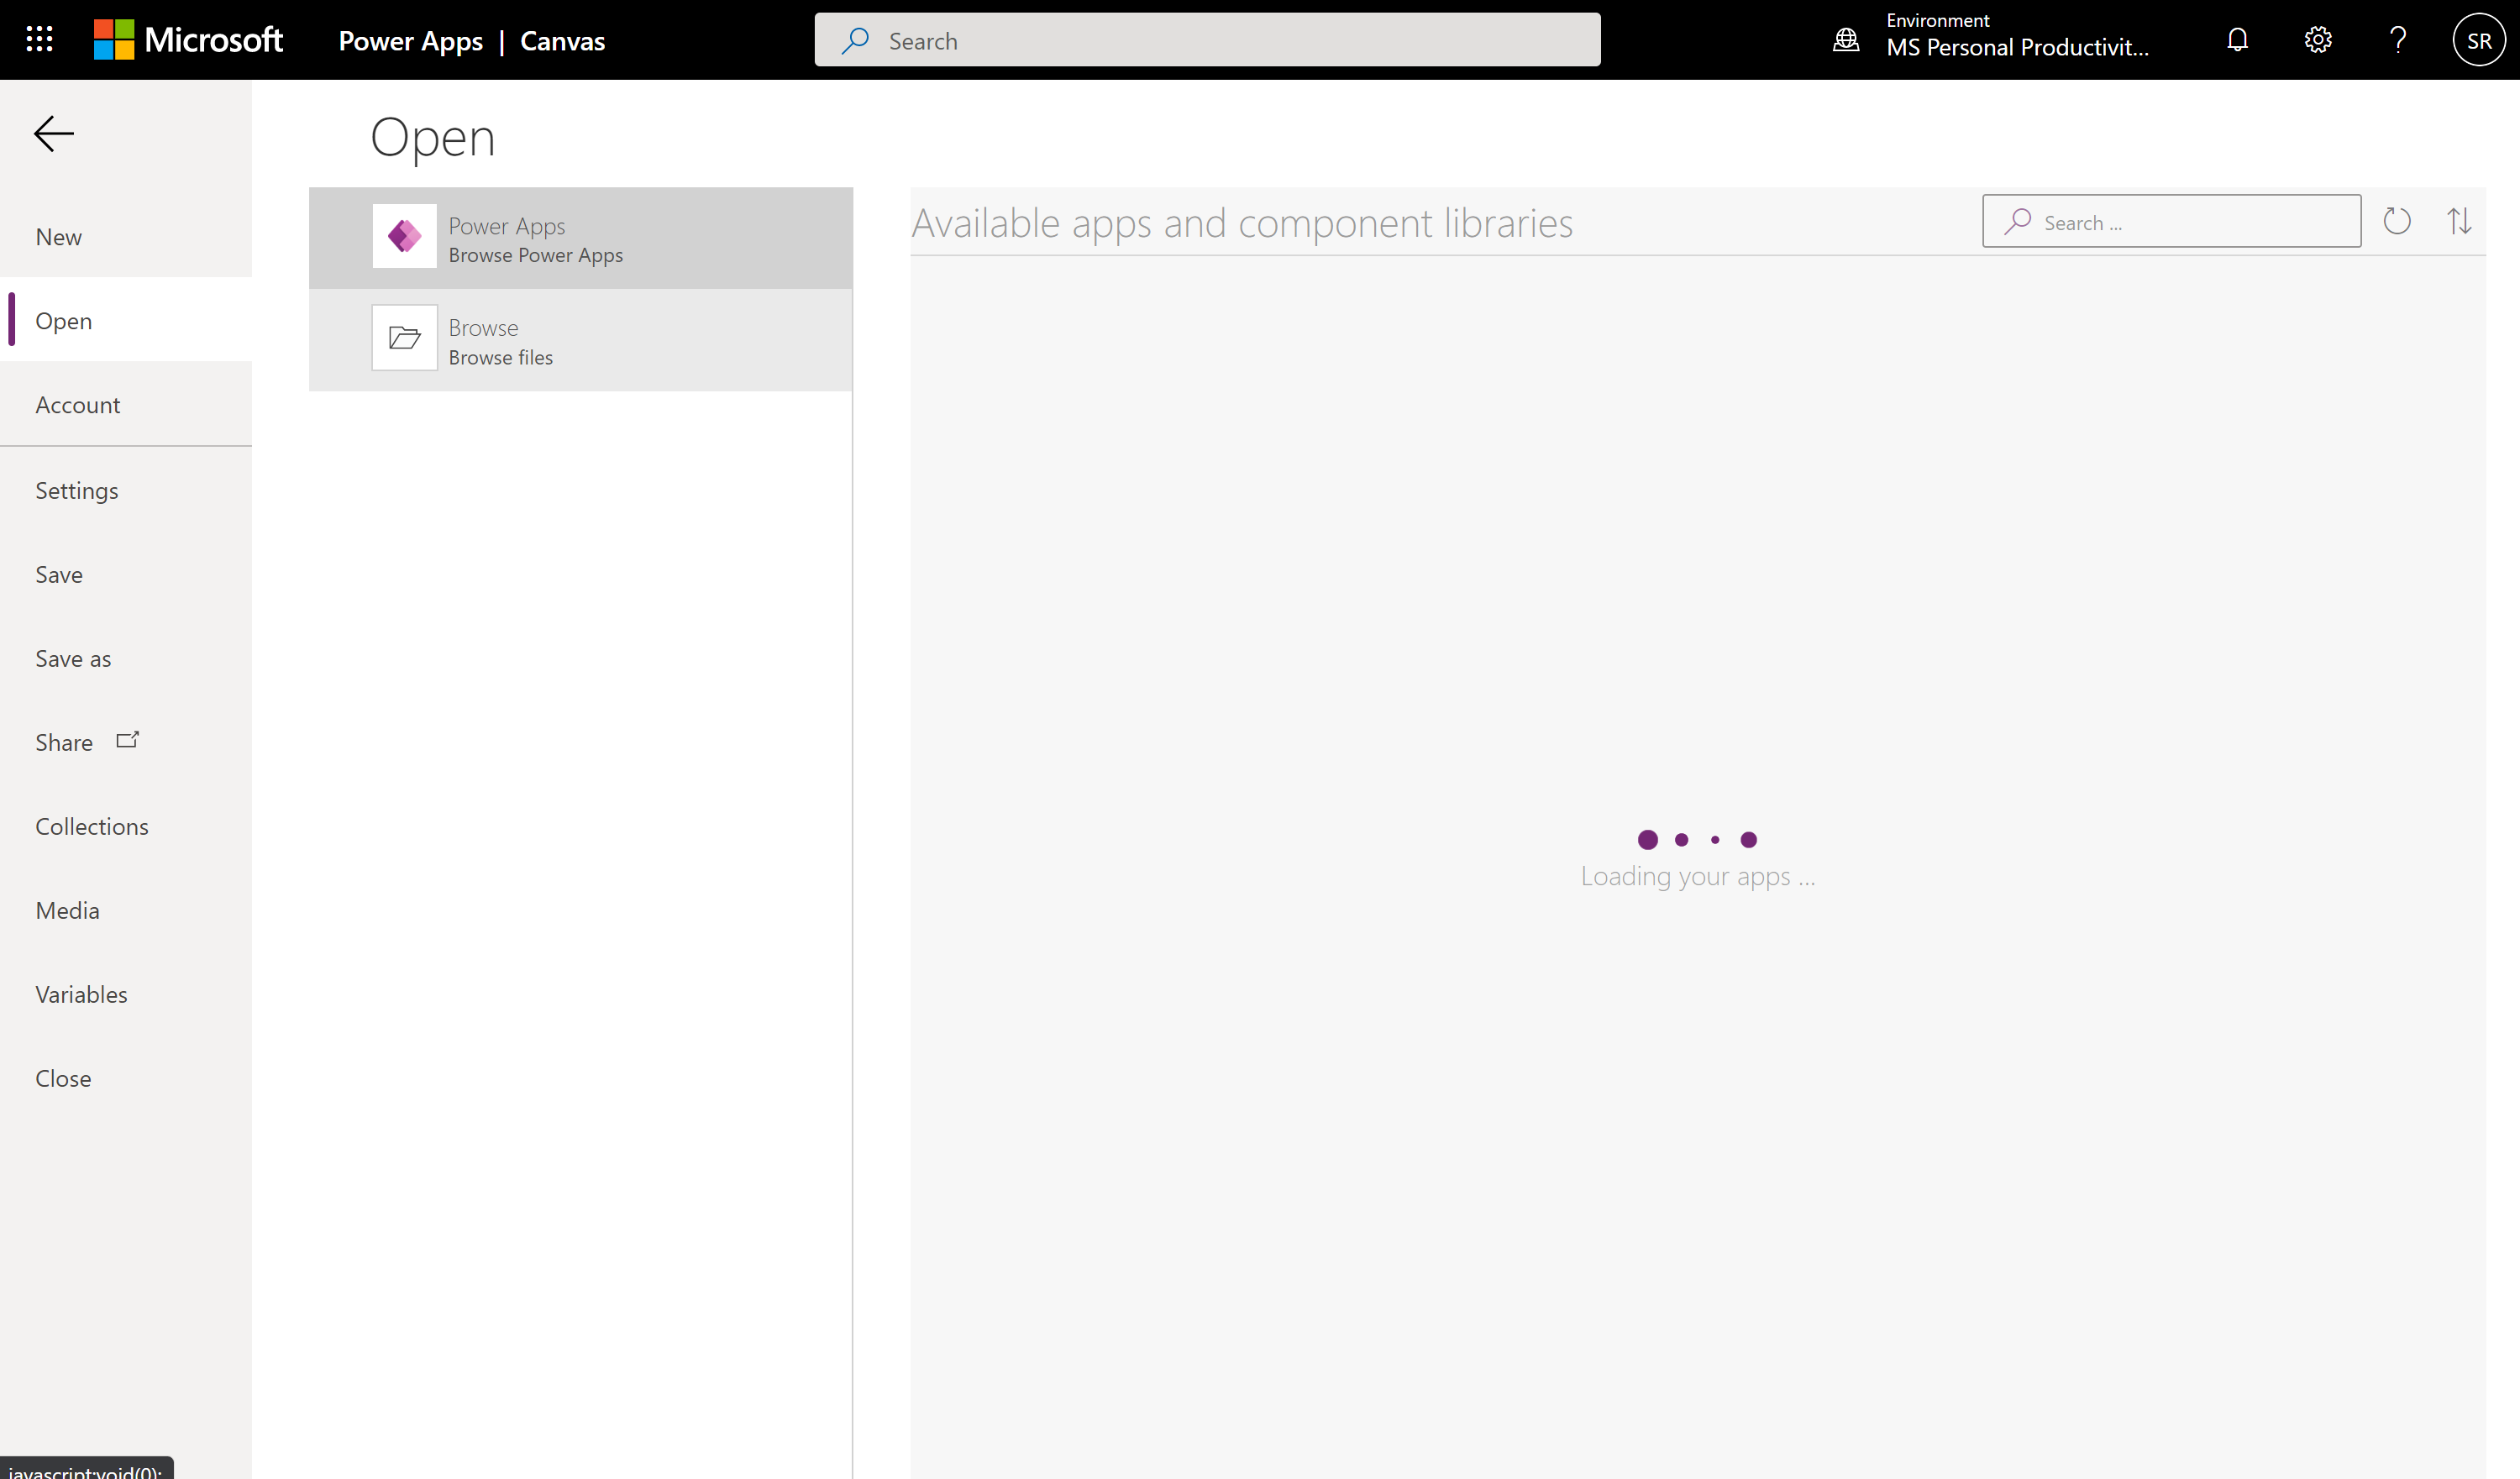 Microsoft
Power Apps | Canvas
Search
Environment
MS Personal Productivit...
SR
New
Open
Account
Settings
Save
Save as
Share
Collections
Media
Variables
Close
Open
Power Apps
Browse Power Apps
Browse
Browse files
Available apps and component libraries
Search ...
Loading your apps ...
javascript:void(0);